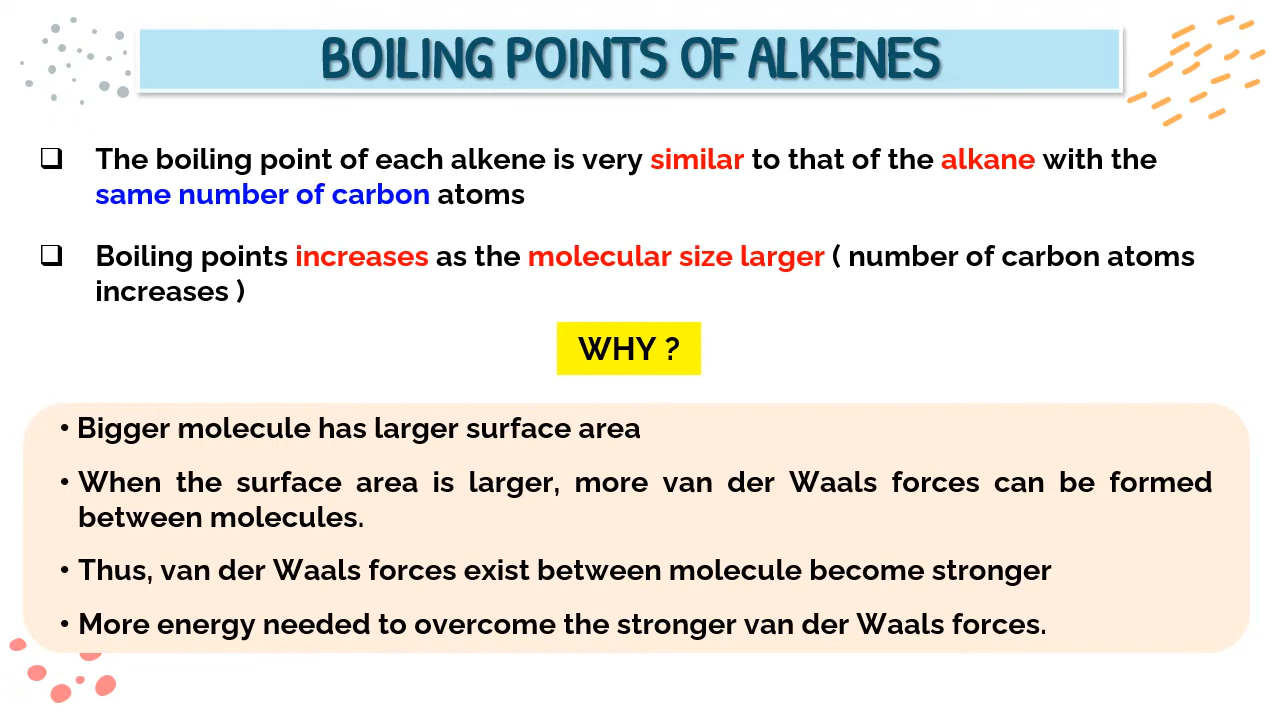 BOILING POINTS OF ALKENES
❑ The boiling point of each alkene is very similar to that of the alkane with the
same number of carbon atoms
❑ Boiling points increases as the molecular size larger ( number of carbon atoms
increases )
WHY ?
• Bigger molecule has larger surface area
• When the surface area is larger, more van der Waals forces can be formed
between molecules.
• Thus, van der Waals forces exist between molecule become stronger
• More energy needed to overcome the stronger van der Waals forces.